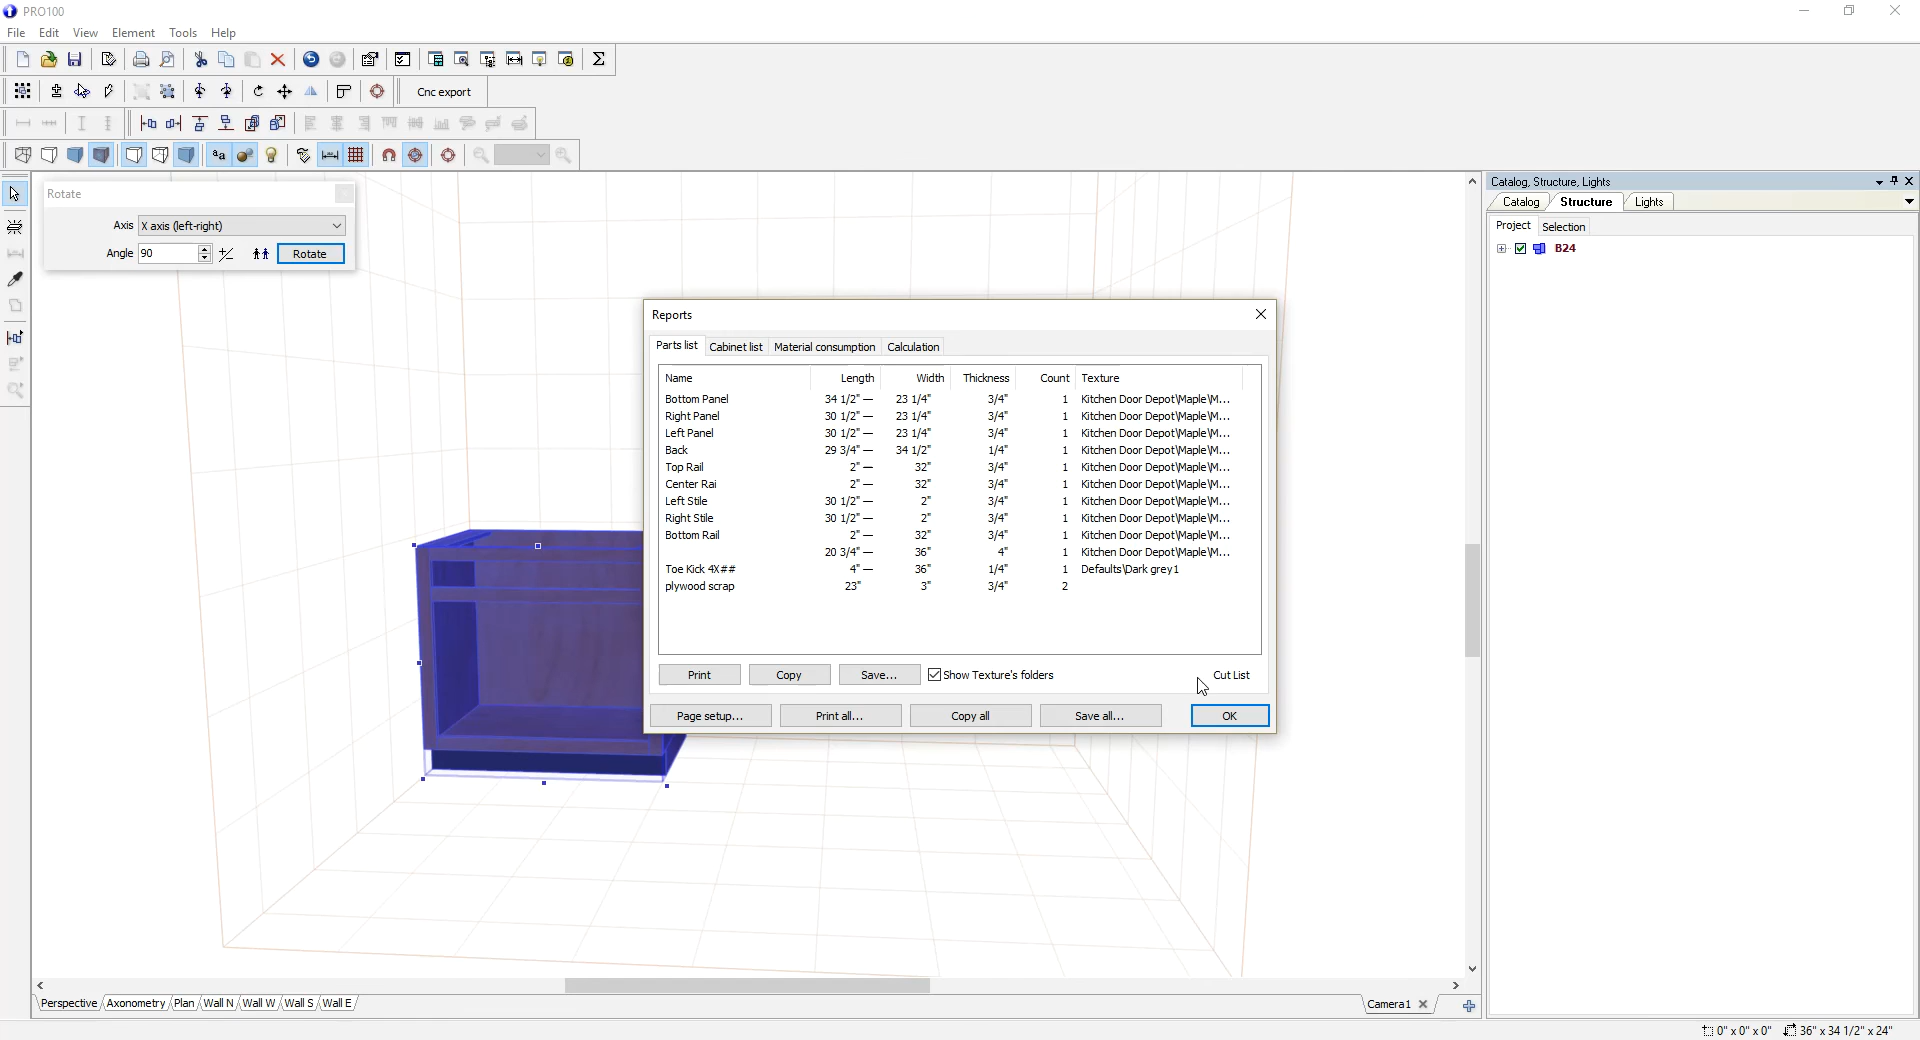 PRO100
File Edit View Element Tools Help
Cnc export
aa
Rotate
Axis X axis (left-right)
Angle 90 Rotate
Catalog, Structure, Lights
Catalog Structure Lights
Project Selection
B24
Reports
Parts list Cabinet list Material consumption Calculation
Name Length Width Thickness Count Texture
Bottom Panel 34 1/2" — 23 1/4" 3/4" 1 Kitchen Door Depot\Maple\M...
Right Panel 30 1/2" — 23 1/4" 3/4" 1 Kitchen Door Depot\Maple\M...
Left Panel 30 1/2" — 23 1/4" 3/4" 1 Kitchen Door Depot\Maple\M...
Back 29 3/4" — 34 1/2" 1/4" 1 Kitchen Door Depot\Maple\M...
Top Rail 2" — 32" 3/4" 1 Kitchen Door Depot\Maple\M...
Center Rai 2" — 32" 3/4" 1 Kitchen Door Depot\Maple\M...
Left Stile 30 1/2" — 2" 3/4" 1 Kitchen Door Depot\Maple\M...
Right Stile 30 1/2" — 2" 3/4" 1 Kitchen Door Depot\Maple\M...
Bottom Rail 2" — 32" 3/4" 1 Kitchen Door Depot\Maple\M...
20 3/4" — 36" 4" 1 Kitchen Door Depot\Maple\M...
Toe Kick 4X## 4" — 36" 1/4" 1 Defaults\Dark grey1
plywood scrap 23" 3" 3/4" 2
Print Copy Save... Show Texture's folders Cut List
Page setup... Print all... Copy all Save all... OK
Perspective Axonometry Plan Wall N Wall W Wall S Wall E Camera1
0" x 0" x 0" 36" x 34 1/2" x 24"